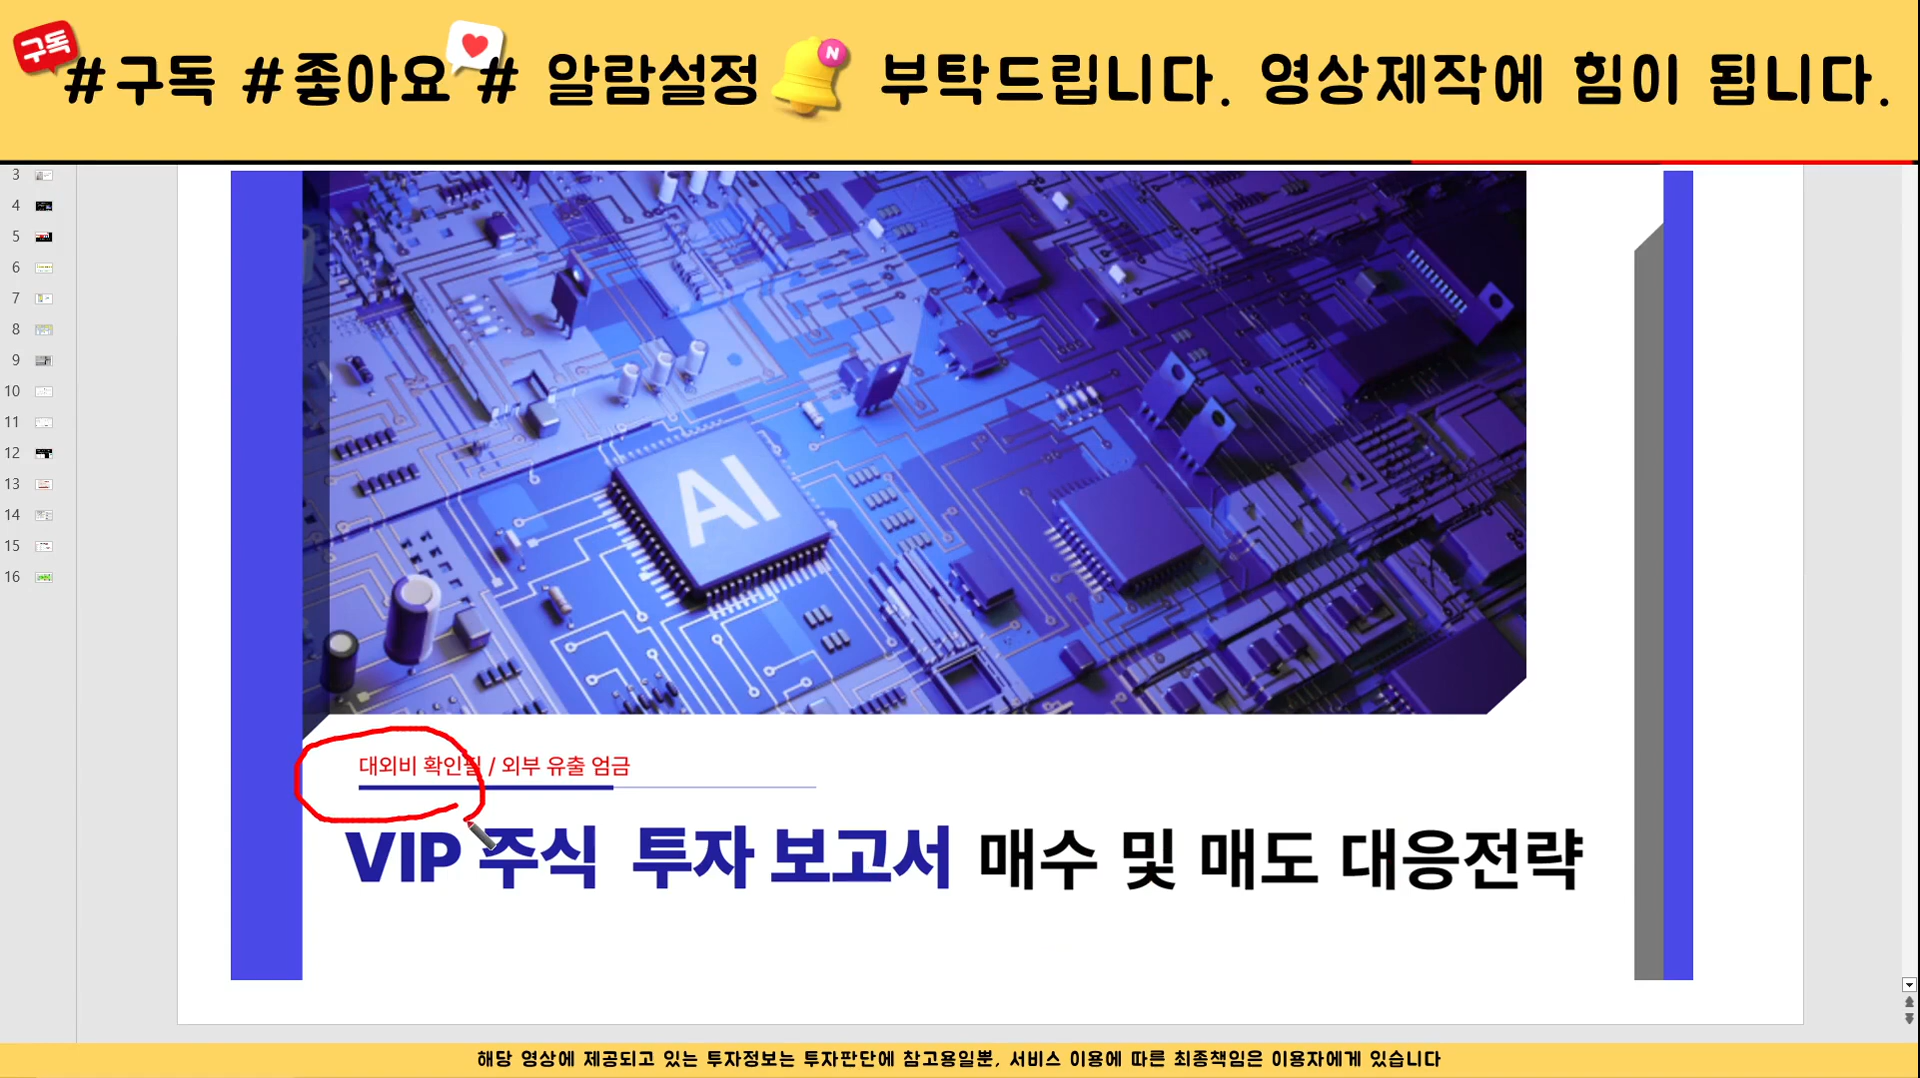 구독
#구독 #좋아요 # 알람설정 N 부탁드립니다. 영상제작에 힘이 됩니다.
3
4
5
6
7
8
9
10
11
12
13
14
15
16
AI
대외비 확인필 / 외부 유출 엄금
VIP 주식 투자 보고서 매수 및 매도 대응전략
해당 영상에 제공되고 있는 투자정보는 투자판단에 참고용일뿐, 서비스 이용에 따른 최종책임은 이용자에게 있습니다